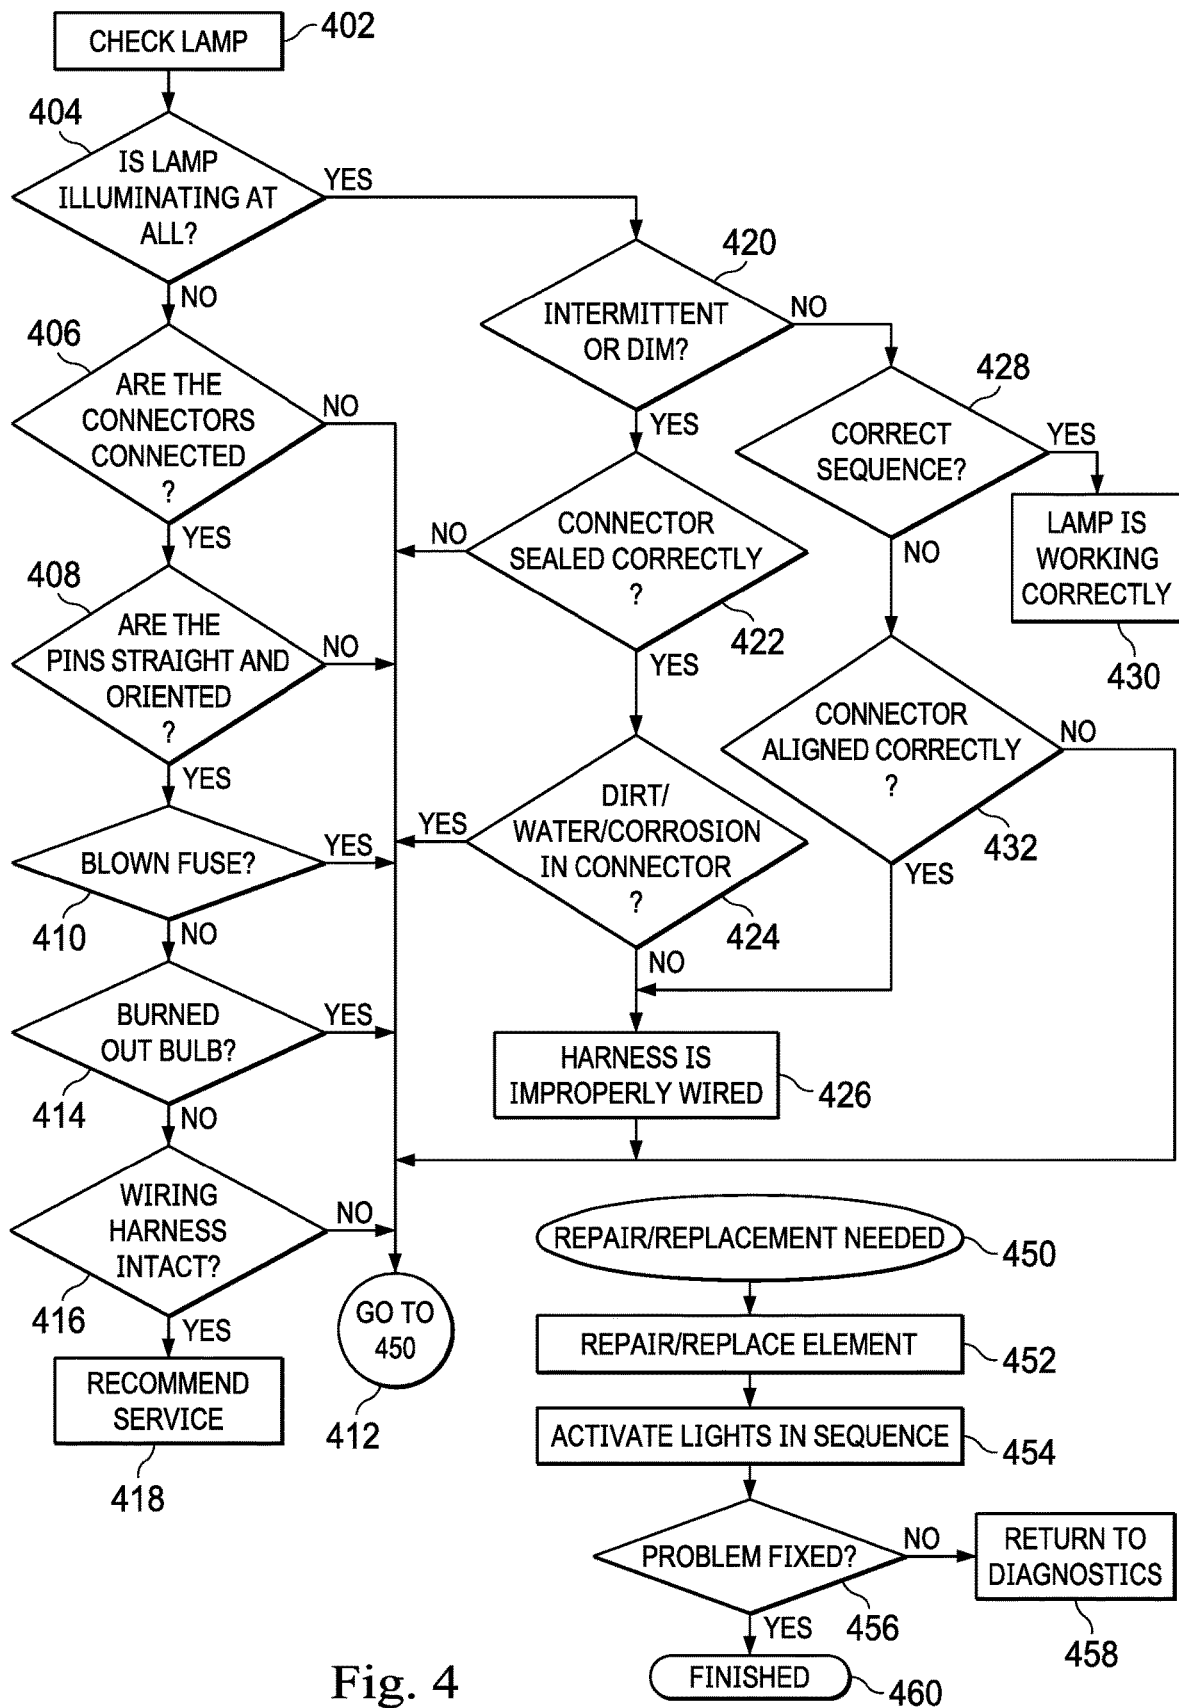 CHECK LAMP
402
404
IS LAMP
ILLUMINATING AT
ALL?
YES
NO
420
INTERMITTENT
OR DIM?
NO
YES
406
ARE THE
CONNECTORS
CONNECTED
?
NO
YES
428
CORRECT
SEQUENCE?
YES
NO
LAMP IS
WORKING
CORRECTLY
430
CONNECTOR
SEALED CORRECTLY
?
NO
422
YES
408
ARE THE
PINS STRAIGHT AND
ORIENTED
?
NO
YES
CONNECTOR
ALIGNED CORRECTLY
?
NO
432
YES
DIRT/
WATER/CORROSION
IN CONNECTOR
?
YES
424
NO
BLOWN FUSE?
YES
410
NO
BURNED
OUT BULB?
YES
414
NO
HARNESS IS
IMPROPERLY WIRED
426
WIRING
HARNESS
INTACT?
NO
416
YES
RECOMMEND
SERVICE
418
GO TO
450
412
REPAIR/REPLACEMENT NEEDED
450
REPAIR/REPLACE ELEMENT
452
ACTIVATE LIGHTS IN SEQUENCE
454
PROBLEM FIXED?
NO
456
YES
RETURN TO
DIAGNOSTICS
458
FINISHED
460
Fig. 4